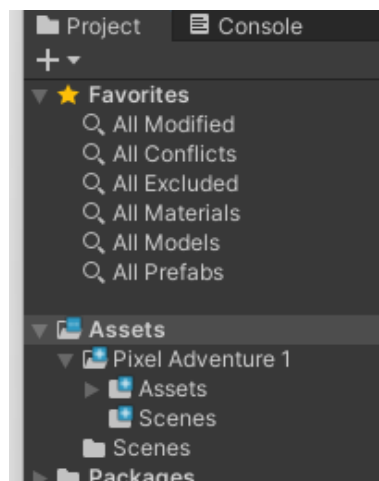 Project Console
Favorites
All Modified
All Conflicts
All Excluded
All Materials
All Models
All Prefabs
Assets
Pixel Adventure 1
Assets
Scenes
Scenes
Packages